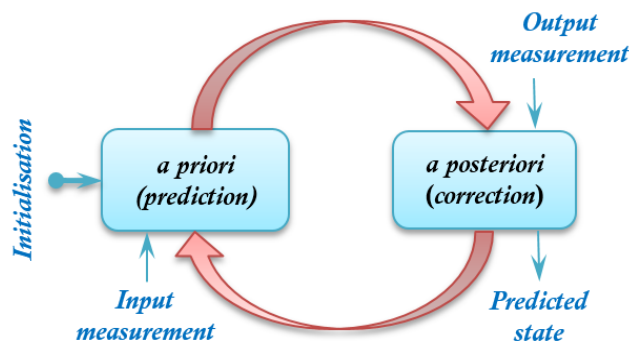 Output
measurement
Initialisation
a priori
(prediction)
a posteriori
(correction)
Input
measurement
Predicted
state